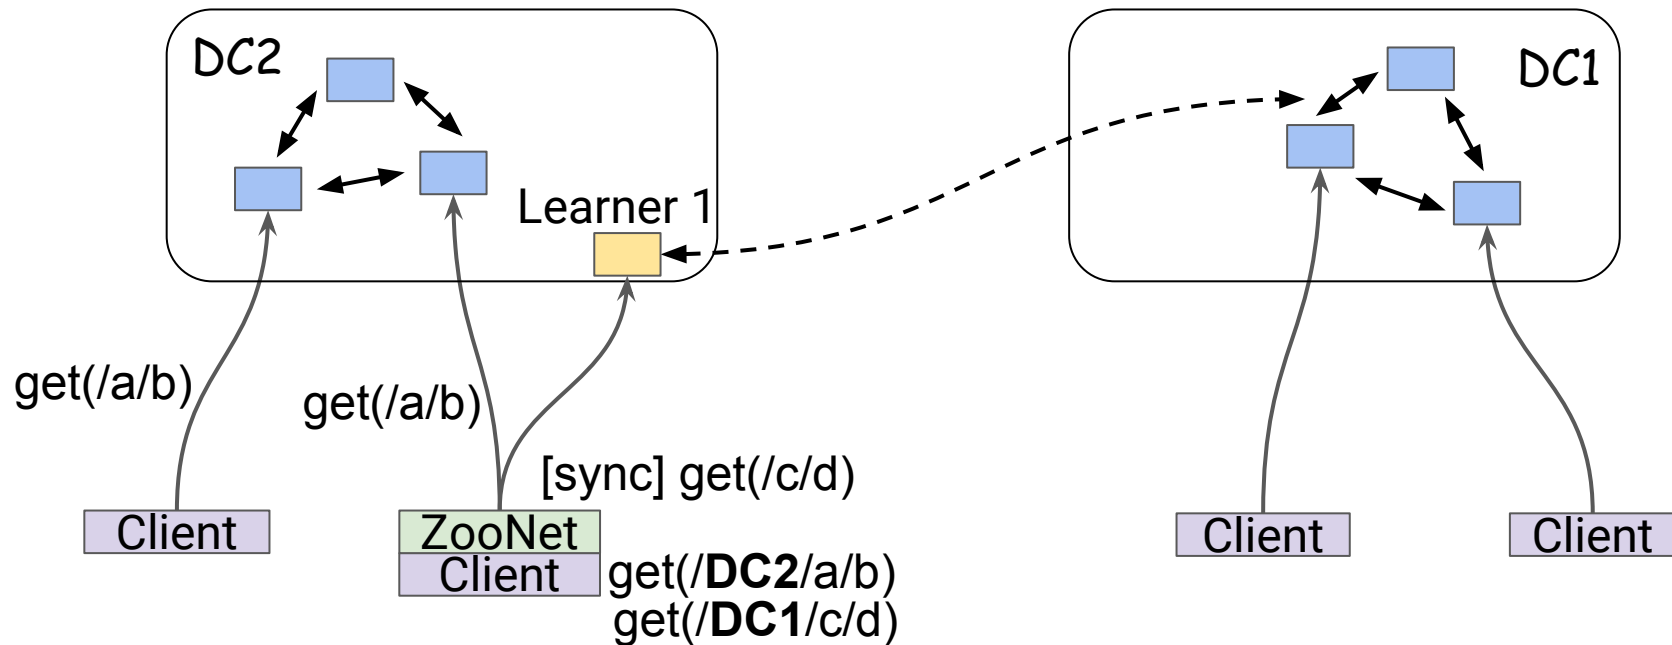 DC2
DC1
Learner 1
get(/a/b)
get(/a/b)
[sync] get(/c/d)
Client
ZooNet
Client
get(/DC2/a/b)
get(/DC1/c/d)
Client
Client